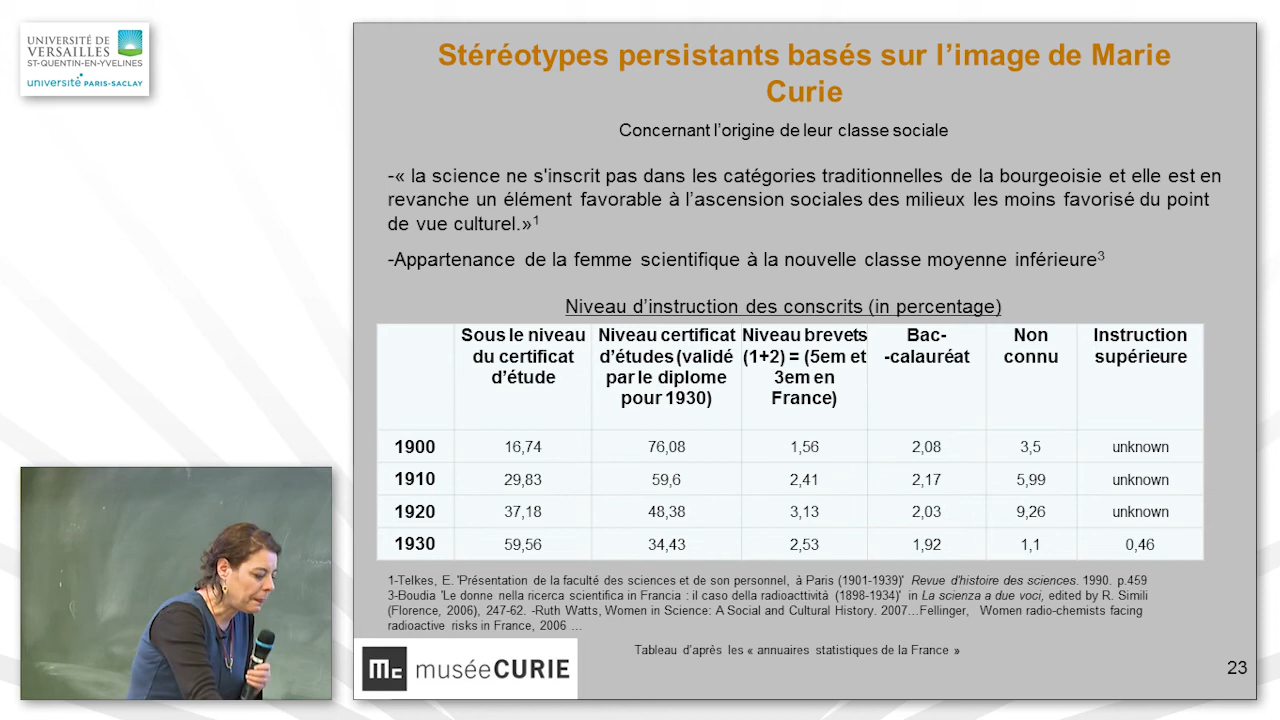 UNIVERSITÉ DE
VERSAILLES
ST-QUENTIN-EN-YVELINES
université PARIS-SACLAY
Stéréotypes persistants basés sur l’image de Marie
Curie
Concernant l’origine de leur classe sociale
-« la science ne s'inscrit pas dans les catégories traditionnelles de la bourgeoisie et elle est en
revanche un élément favorable à l’ascension sociales des milieux les moins favorisé du point
de vue culturel.»1
-Appartenance de la femme scientifique à la nouvelle classe moyenne inférieure3
Niveau d’instruction des conscrits (in percentage)
Sous le niveau du certificat d’étude | Niveau certificat d’études (validé par le diplome pour 1930) | Niveau brevets (1+2) = (5em et 3em en France) | Bac- -calauréat | Non connu | Instruction supérieure
1900 | 16,74 | 76,08 | 1,56 | 2,08 | 3,5 | unknown
1910 | 29,83 | 59,6 | 2,41 | 2,17 | 5,99 | unknown
1920 | 37,18 | 48,38 | 3,13 | 2,03 | 9,26 | unknown
1930 | 59,56 | 34,43 | 2,53 | 1,92 | 1,1 | 0,46
1-Telkes, E. 'Présentation de la faculté des sciences et de son personnel, à Paris (1901-1939)' Revue d'histoire des sciences. 1990. p.459
3-Boudia 'Le donne nella ricerca scientifica in Francia : il caso della radioacttività (1898-1934)' in La scienza a due voci, edited by R. Simili
(Florence, 2006), 247-62. -Ruth Watts, Women in Science: A Social and Cultural History. 2007…Fellinger, Women radio-chemists facing
radioactive risks in France, 2006 …
Tableau d’après les « annuaires statistiques de la France »
Mc muséeCURIE
23